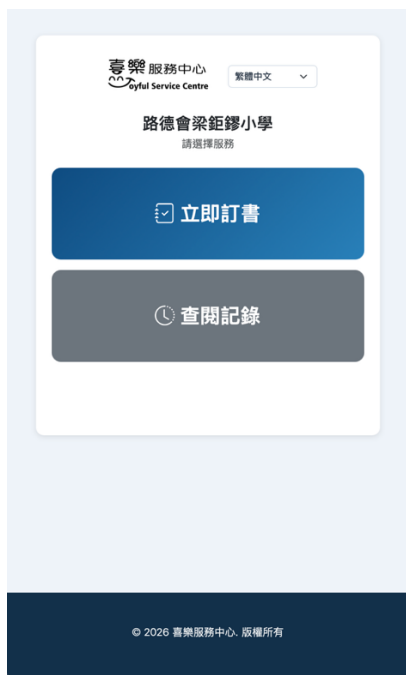 喜樂服務中心
Joyful Service Centre
繁體中文
路德會梁鉅鏐小學
請選擇服務
立即訂書
查閱記錄
© 2026 喜樂服務中心. 版權所有